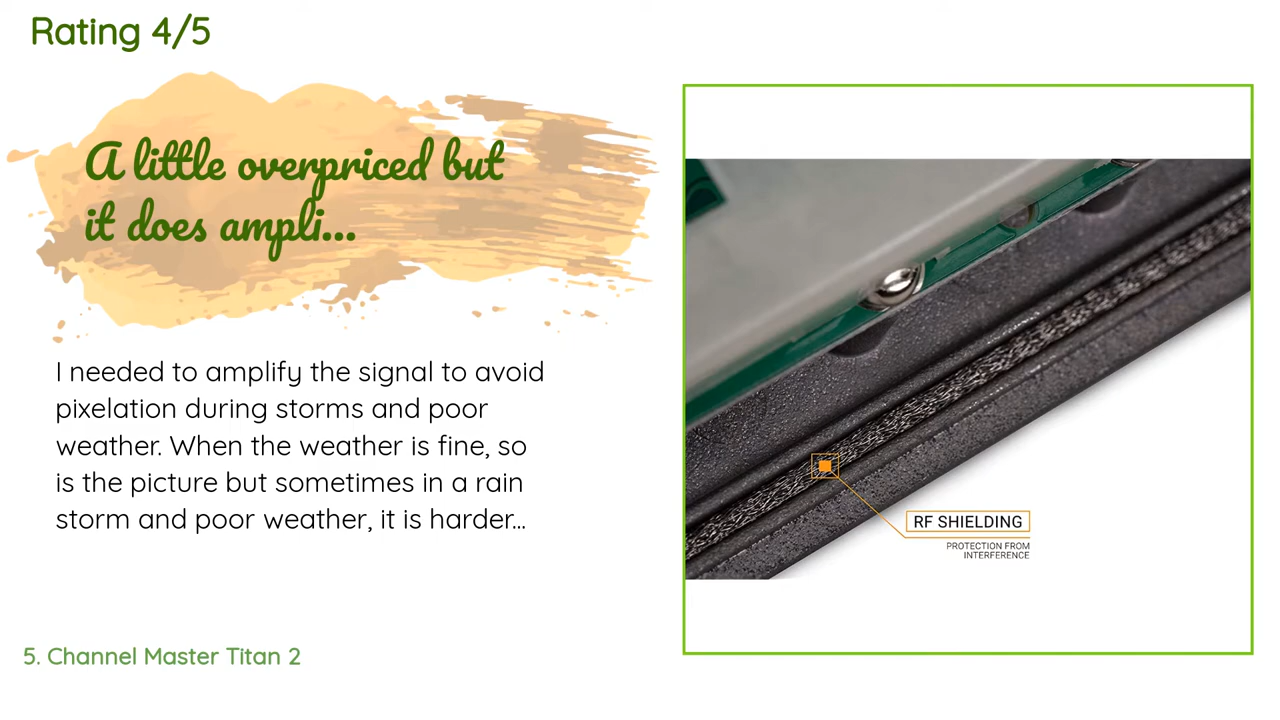 Rating 4/5
A little overpriced but
it does ampli...
I needed to amplify the signal to avoid
pixelation during storms and poor
weather. When the weather is fine, so
is the picture but sometimes in a rain
storm and poor weather, it is harder...
RF SHIELDING
PROTECTION FROM
INTERFERENCE
5. Channel Master Titan 2